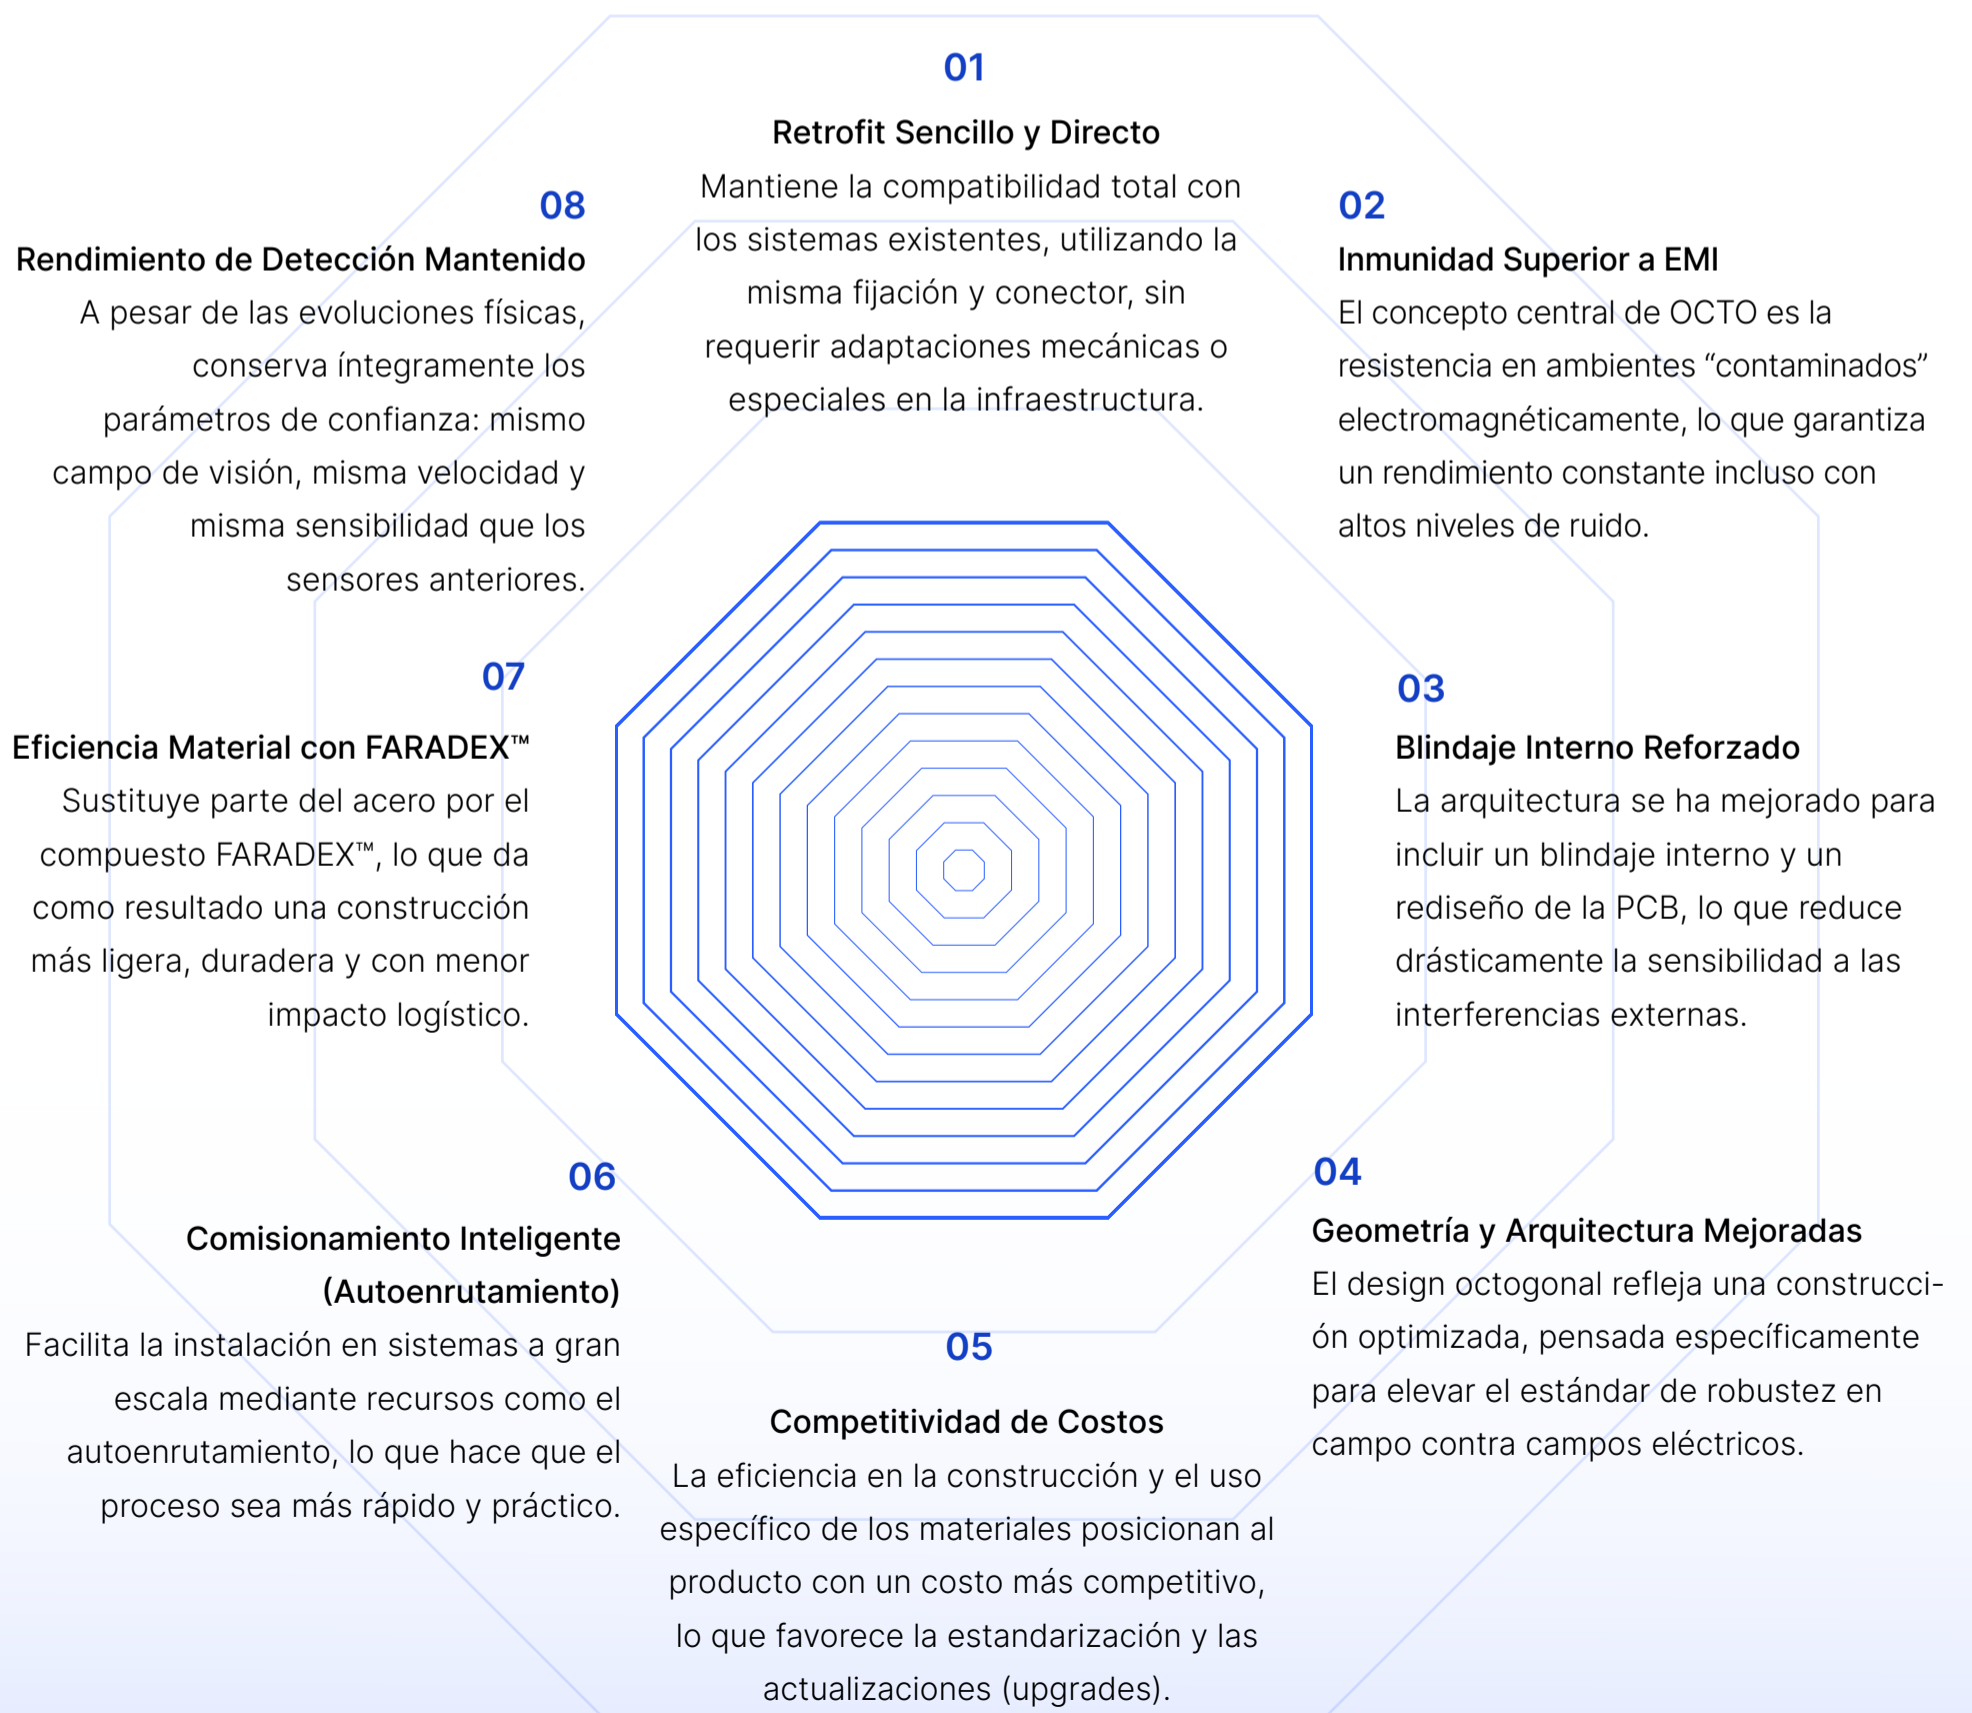 01
Retrofit Sencillo y Directo
Mantiene la compatibilidad total con
los sistemas existentes, utilizando la
misma fijación y conector, sin
requerir adaptaciones mecánicas o
especiales en la infraestructura.
02
Inmunidad Superior a EMI
El concepto central de OCTO es la
resistencia en ambientes “contaminados”
electromagnéticamente, lo que garantiza
un rendimiento constante incluso con
altos niveles de ruido.
03
Blindaje Interno Reforzado
La arquitectura se ha mejorado para
incluir un blindaje interno y un
rediseño de la PCB, lo que reduce
drásticamente la sensibilidad a las
interferencias externas.
04
Geometría y Arquitectura Mejoradas
El design octogonal refleja una construcci-
ón optimizada, pensada específicamente
para elevar el estándar de robustez en
campo contra campos eléctricos.
05
Competitividad de Costos
La eficiencia en la construcción y el uso
específico de los materiales posicionan al
producto con un costo más competitivo,
lo que favorece la estandarización y las
actualizaciones (upgrades).
06
Comisionamiento Inteligente
(Autoenrutamiento)
Facilita la instalación en sistemas a gran
escala mediante recursos como el
autoenrutamiento, lo que hace que el
proceso sea más rápido y práctico.
07
Eficiencia Material con FARADEX™
Sustituye parte del acero por el
compuesto FARADEX™, lo que da
como resultado una construcción
más ligera, duradera y con menor
impacto logístico.
08
Rendimiento de Detección Mantenido
A pesar de las evoluciones físicas,
conserva íntegramente los
parámetros de confianza: mismo
campo de visión, misma velocidad y
misma sensibilidad que los
sensores anteriores.